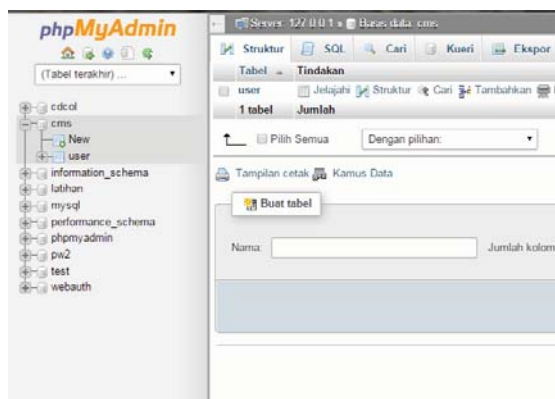 phpMyAdmin
(Tabel terakhir) ...
cdcol
cms
New
user
information_schema
latihan
mysql
performance_schema
phpmyadmin
pw2
test
webauth
Server: 127.0.0.1 » Basis data: cms
Struktur SQL Cari Kueri Ekspor
Tabel Tindakan
user Jelajahi Struktur Cari Tambahkan
1 tabel Jumlah
Pilih Semua Dengan pilihan:
Tampilan cetak Kamus Data
Buat tabel
Nama: Jumlah kolom